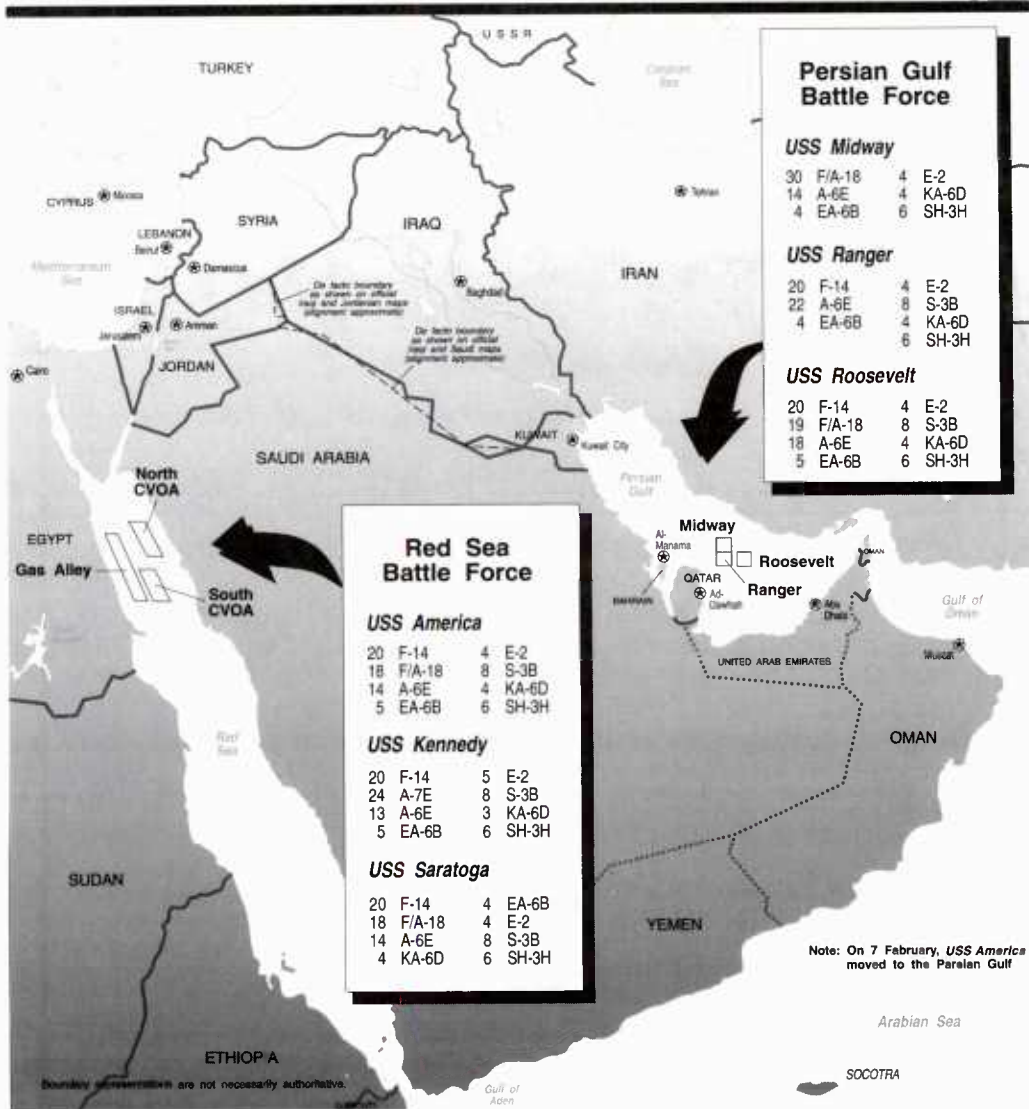 USSR
TURKEY
Caspian
Sea
Persian Gulf
Battle Force
USS Midway
30 F/A-18 4 E-2
14 A-6E 4 KA-6D
4 EA-6B 6 SH-3H
USS Ranger
20 F-14 4 E-2
22 A-6E 8 S-3B
4 EA-6B 4 KA-6D
6 SH-3H
USS Roosevelt
20 F-14 4 E-2
19 F/A-18 8 S-3B
18 A-6E 4 KA-6D
5 EA-6B 6 SH-3H
Nicosia
CYPRUS
Tehran
SYRIA
IRAQ
LEBANON
Beirut
Damascus
Mediterranean
Sea
IRAN
Baghdad
De facto boundary
as shown on official
Iraqi and Jordanian maps
(alignment approximate)
ISRAEL
Jerusalem
Amman
De facto boundary
as shown on official
Iraqi and Saudi maps
(alignment approximate)
JORDAN
Cairo
KUWAIT
Kuwait City
SAUDI ARABIA
North
CVOA
Persian
Gulf
EGYPT
Gas Alley
South
CVOA
Midway
Al-
Manama
Roosevelt
Ranger
QATAR
Ad-
Dawhah
BAHRAIN
Abu
Dhabi
OMAN
Gulf of
Oman
Muscat
UNITED ARAB EMIRATES
Red Sea
Battle Force
USS America
20 F-14 4 E-2
18 F/A-18 8 S-3B
14 A-6E 4 KA-6D
5 EA-6B 6 SH-3H
USS Kennedy
20 F-14 5 E-2
24 A-7E 8 S-3B
13 A-6E 3 KA-6D
5 EA-6B 6 SH-3H
USS Saratoga
20 F-14 4 EA-6B
18 F/A-18 4 E-2
14 A-6E 8 S-3B
4 KA-6D 6 SH-3H
Red
Sea
OMAN
SUDAN
YEMEN
Note: On 7 February, USS America
moved to the Persian Gulf
Arabian Sea
ETHIOP A
Boundary representations are not necessarily authoritative.
Gulf of
Aden
SOCOTRA